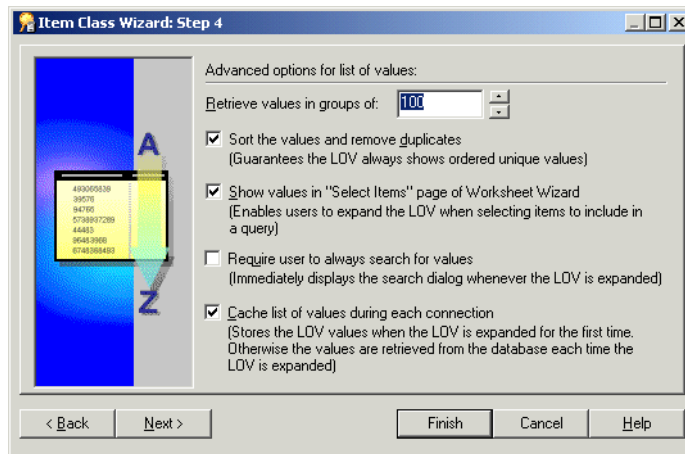 Item Class Wizard: Step 4
Advanced options for list of values:
Retrieve values in groups of: 100
Sort the values and remove duplicates
(Guarantees the LOV always shows ordered unique values)
Show values in "Select Items" page of Worksheet Wizard
(Enables users to expand the LOV when selecting items to include in
a query)
Require user to always search for values
(Immediately displays the search dialog whenever the LOV is expanded)
Cache list of values during each connection
(Stores the LOV values when the LOV is expanded for the first time.
Otherwise the values are retrieved from the database each time the
LOV is expanded)
A
39576
94766
44483
Z
< Back Next > Finish Cancel Help